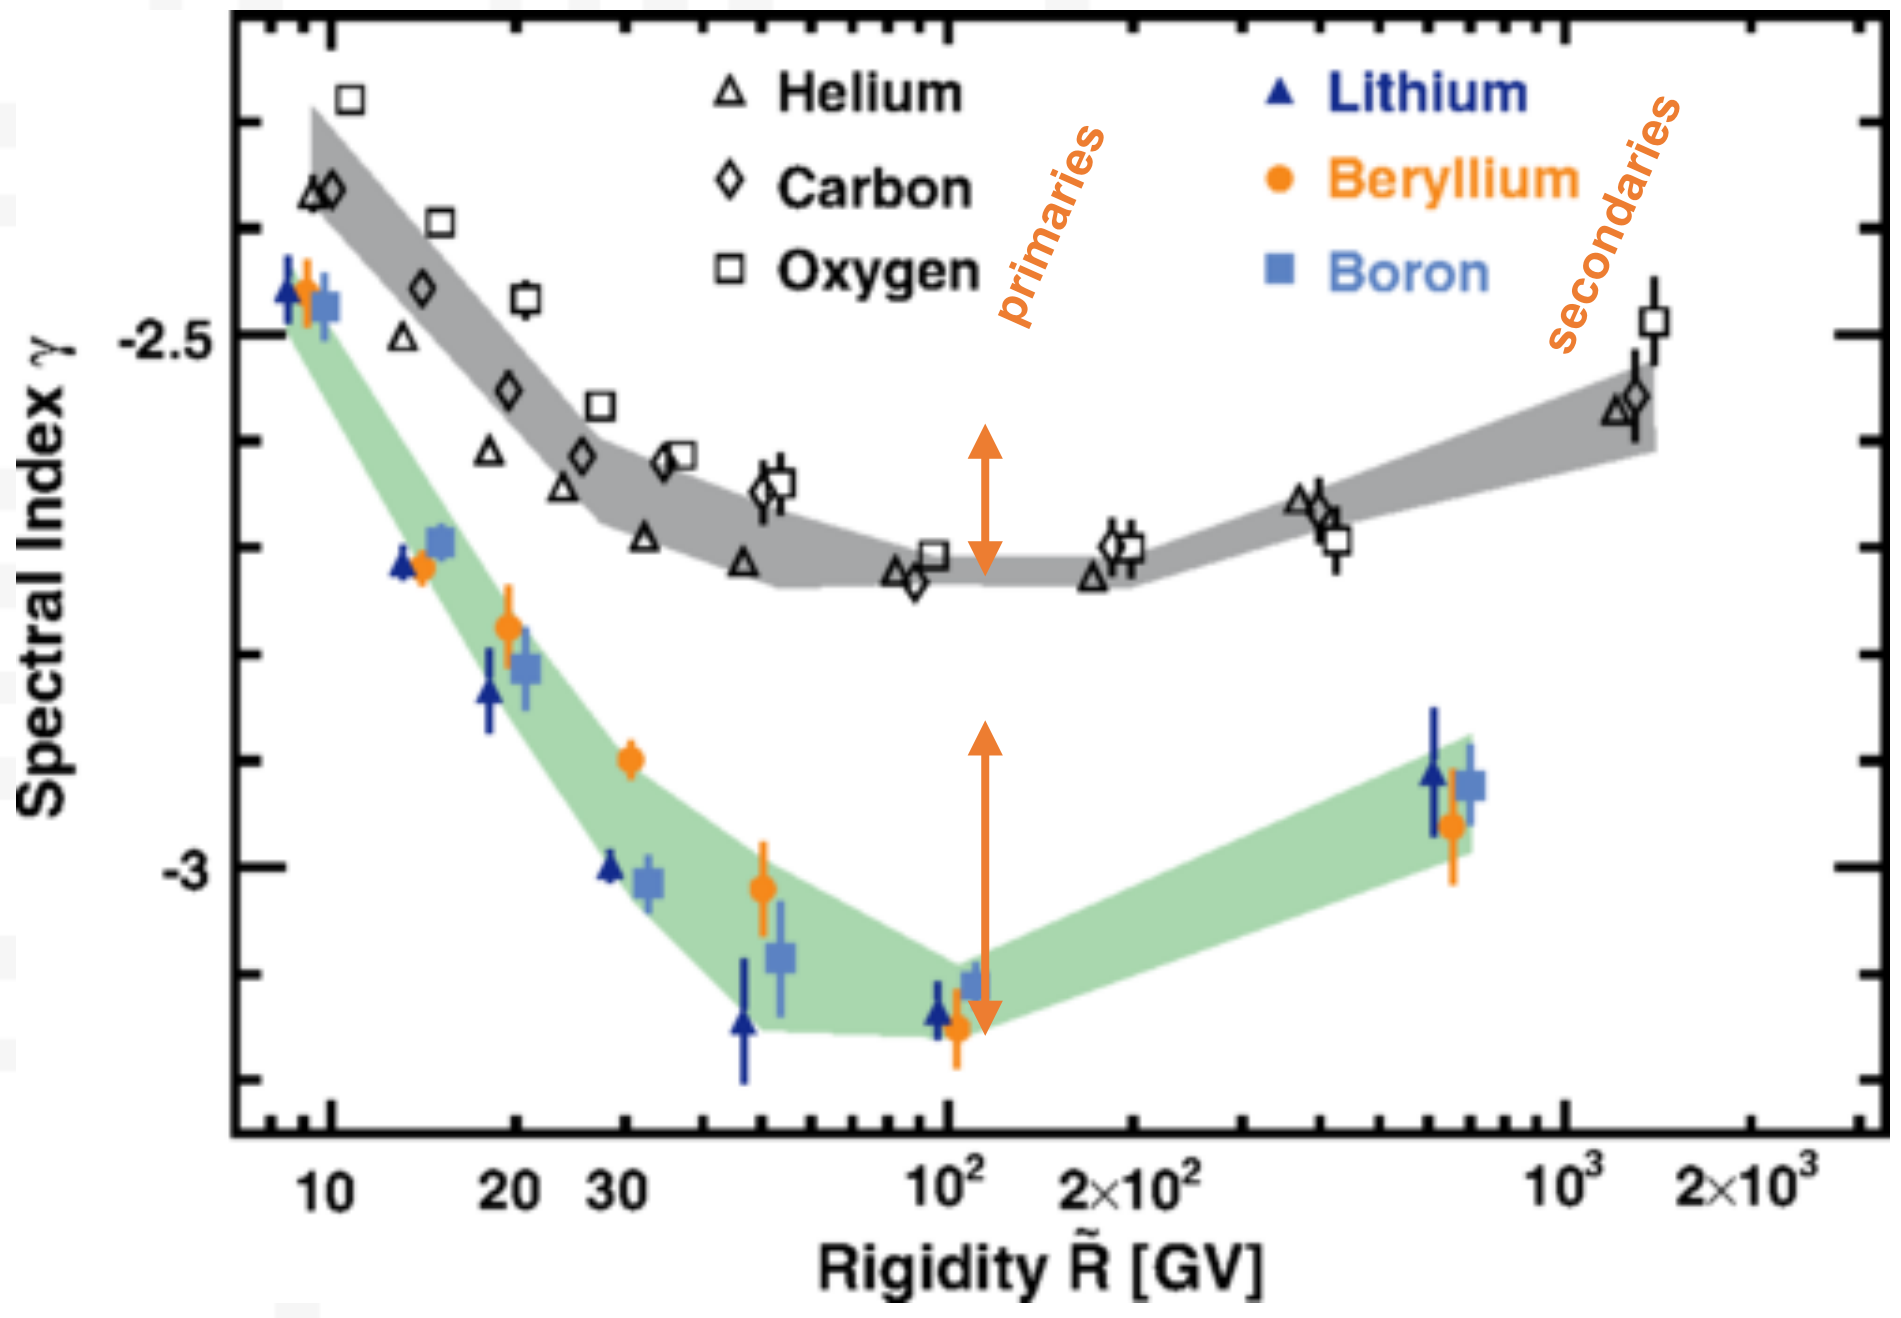 Helium
Carbon
Oxygen
primaries
Lithium
Beryllium
Boron
secondaries
Spectral Index γ
-2.5
-3
10
20
30
10²
2×10²
10³
2×10³
Rigidity R̃ [GV]